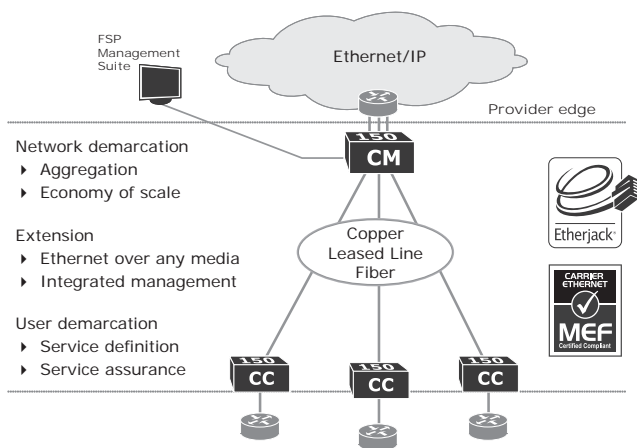 FSP
Management
Suite
Ethernet/IP
Provider edge
150
CM
Network demarcation
Aggregation
Economy of scale
Etherjack®
Copper
Leased Line
Fiber
Extension
Ethernet over any media
Integrated management
CARRIER
ETHERNET
MEF
Certified Compliant
User demarcation
Service definition
Service assurance
150
CC
150
CC
150
CC